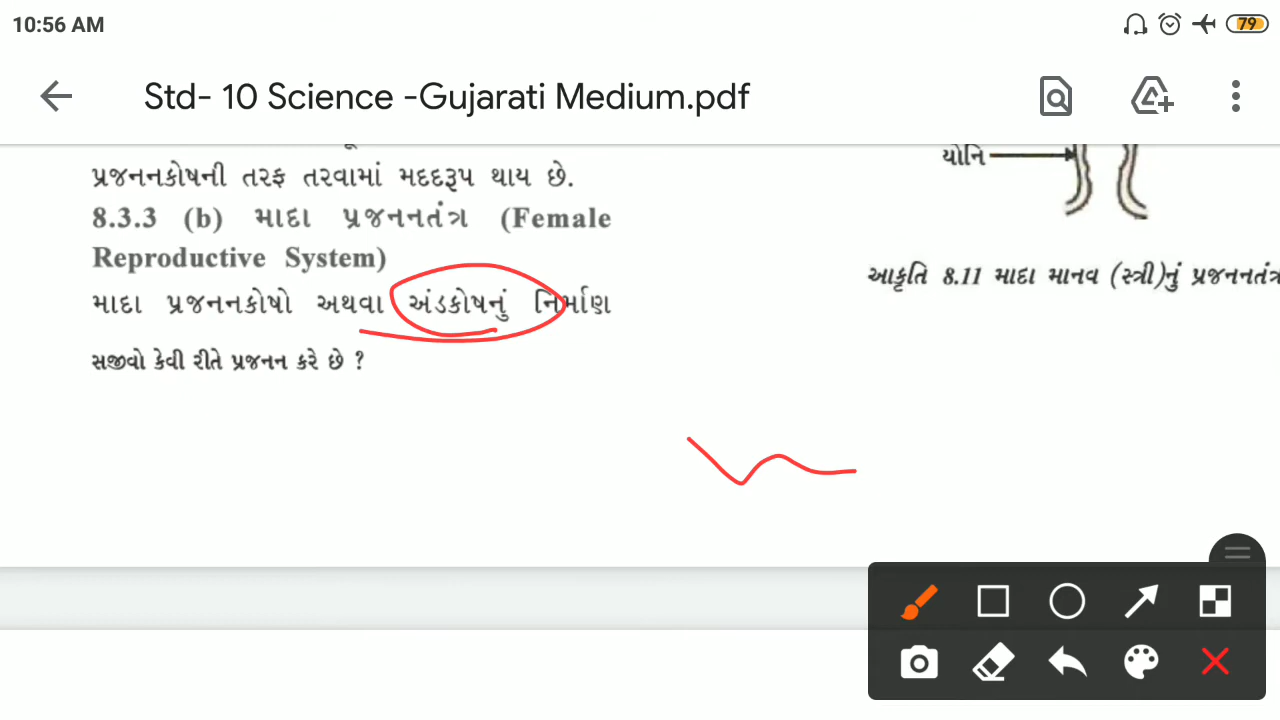 10:56 AM
79
Std- 10 Science -Gujarati Medium.pdf
પ્રજનનકોષની તરફ તરવામાં મદદરૂપ થાય છે.
8.3.3 (b) માદા પ્રજનનતંત્ર (Female
Reproductive System)
માદા પ્રજનનકોષો અથવા અંડકોષનું નિર્માણ
સજીવો કેવી રીતે પ્રજનન કરે છે ?
યોનિ
આકૃતિ 8.11 માદા માનવ (સ્ત્રી)નું પ્રજનનતંત્ર